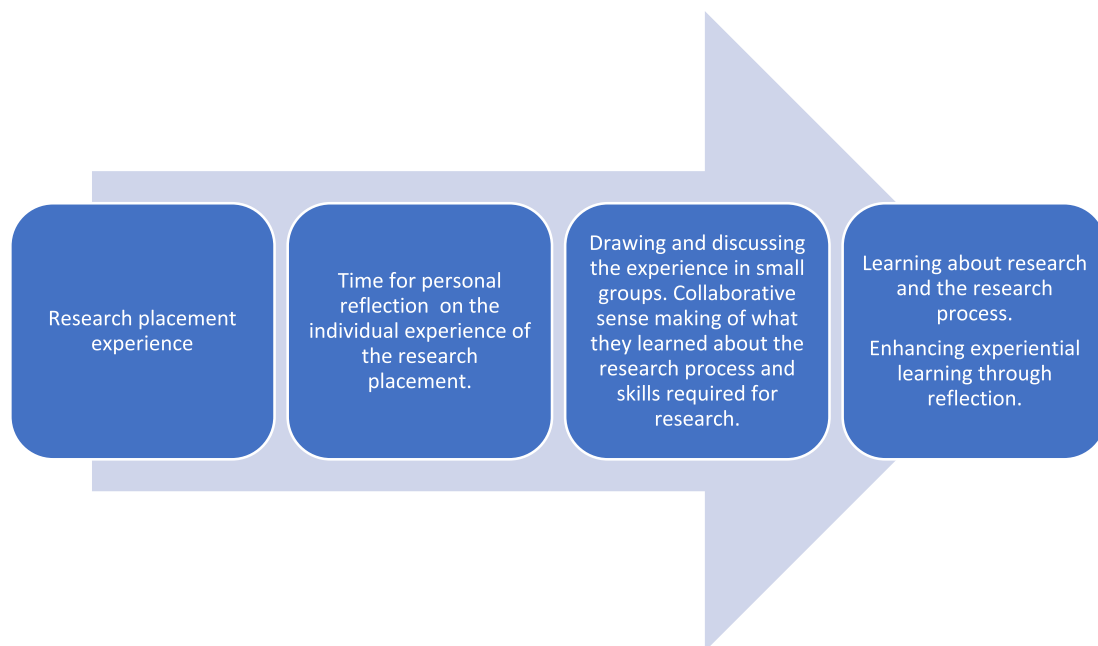 Research placement
experience
Time for personal
reflection  on the
individual experience of
the research
placement.
Drawing and discussing
the experience in small
groups. Collaborative
sense making of what
they learned about the
research process and
skills required for
research.
Learning about research
and the research
process.
Enhancing experiential
learning through
reflection.